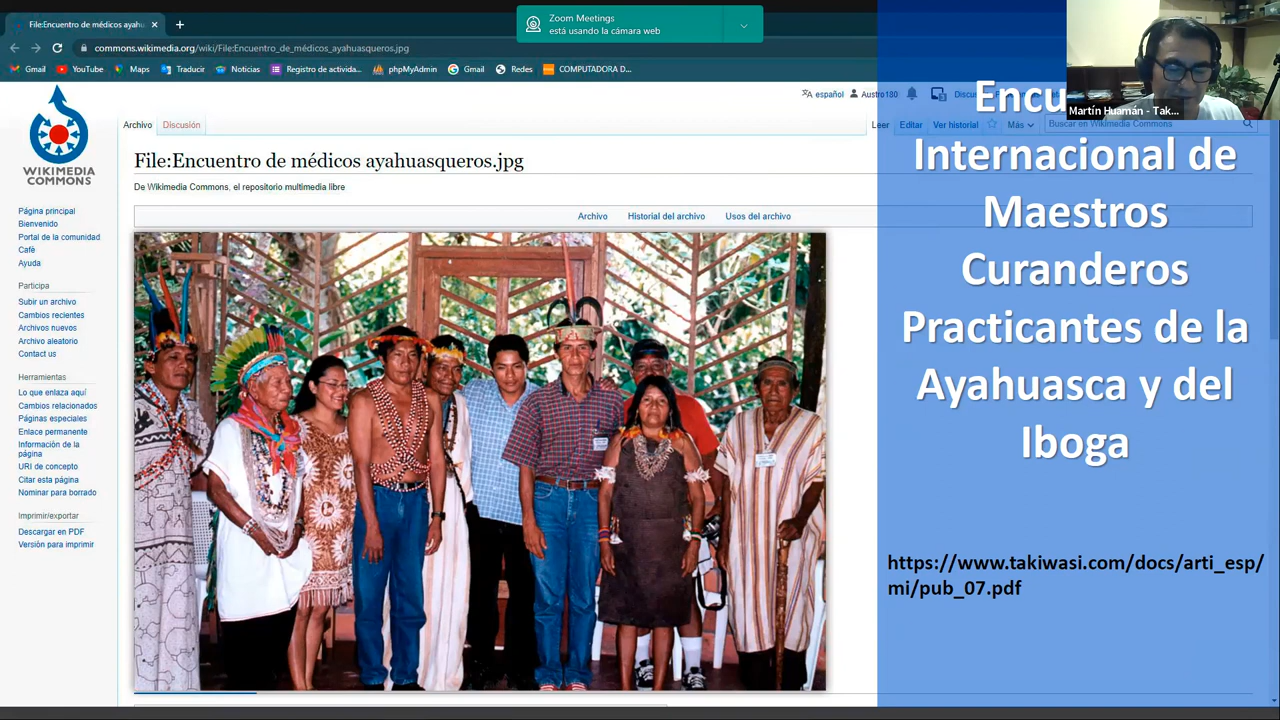 File:Encuentro de médicos ayahu
Zoom Meetings
está usando la cámara web
commons.wikimedia.org/wiki/File:Encuentro_de_médicos_ayahuasqueros.jpg
Gmail
YouTube
Maps
Traducir
Noticias
Registro de activida...
phpMyAdmin
Gmail
Redes
COMPUTADORA D...
Martín Huamán - Tak...
español
Austro180
Archivo
Discusión
Leer
Editar
Ver historial
Más
Buscar en Wikimedia Commons
WIKIMEDIA
COMMONS
File:Encuentro de médicos ayahuasqueros.jpg
De Wikimedia Commons, el repositorio multimedia libre
Archivo
Historial del archivo
Usos del archivo
Página principal
Bienvenido
Portal de la comunidad
Café
Ayuda
Participa
Subir un archivo
Cambios recientes
Archivos nuevos
Archivo aleatorio
Contact us
Herramientas
Lo que enlaza aquí
Cambios relacionados
Páginas especiales
Enlace permanente
Información de la
página
URI de concepto
Citar esta página
Nominar para borrado
Imprimir/exportar
Descargar en PDF
Versión para imprimir
Encu
Internacional de
Maestros
Curanderos
Practicantes de la
Ayahuasca y del
Iboga
https://www.takiwasi.com/docs/arti_esp/
mi/pub_07.pdf